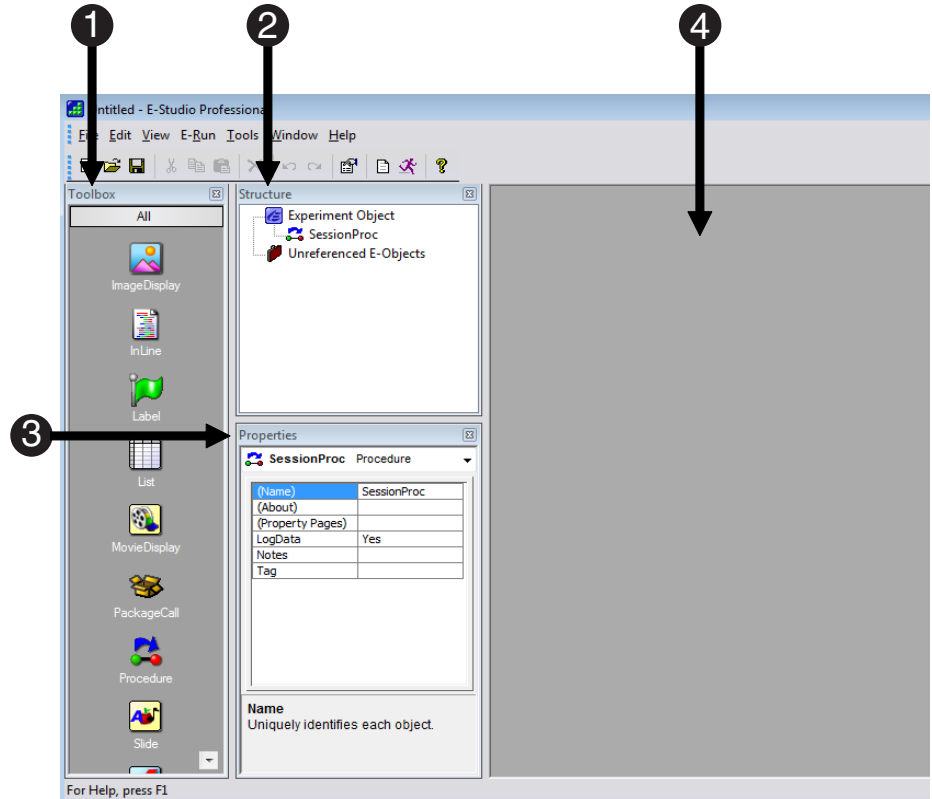 1
2
4
ntitled - E-Studio Profession
File Edit View E-Run Tools Window Help
Toolbox
All
ImageDisplay
InLine
Label
List
MovieDisplay
PackageCall
Procedure
Slide
Structure
Experiment Object
SessionProc
Unreferenced E-Objects
3
Properties
SessionProc Procedure
(Name) SessionProc
(About)
(Property Pages)
LogData Yes
Notes
Tag
Name
Uniquely identifies each object.
For Help, press F1